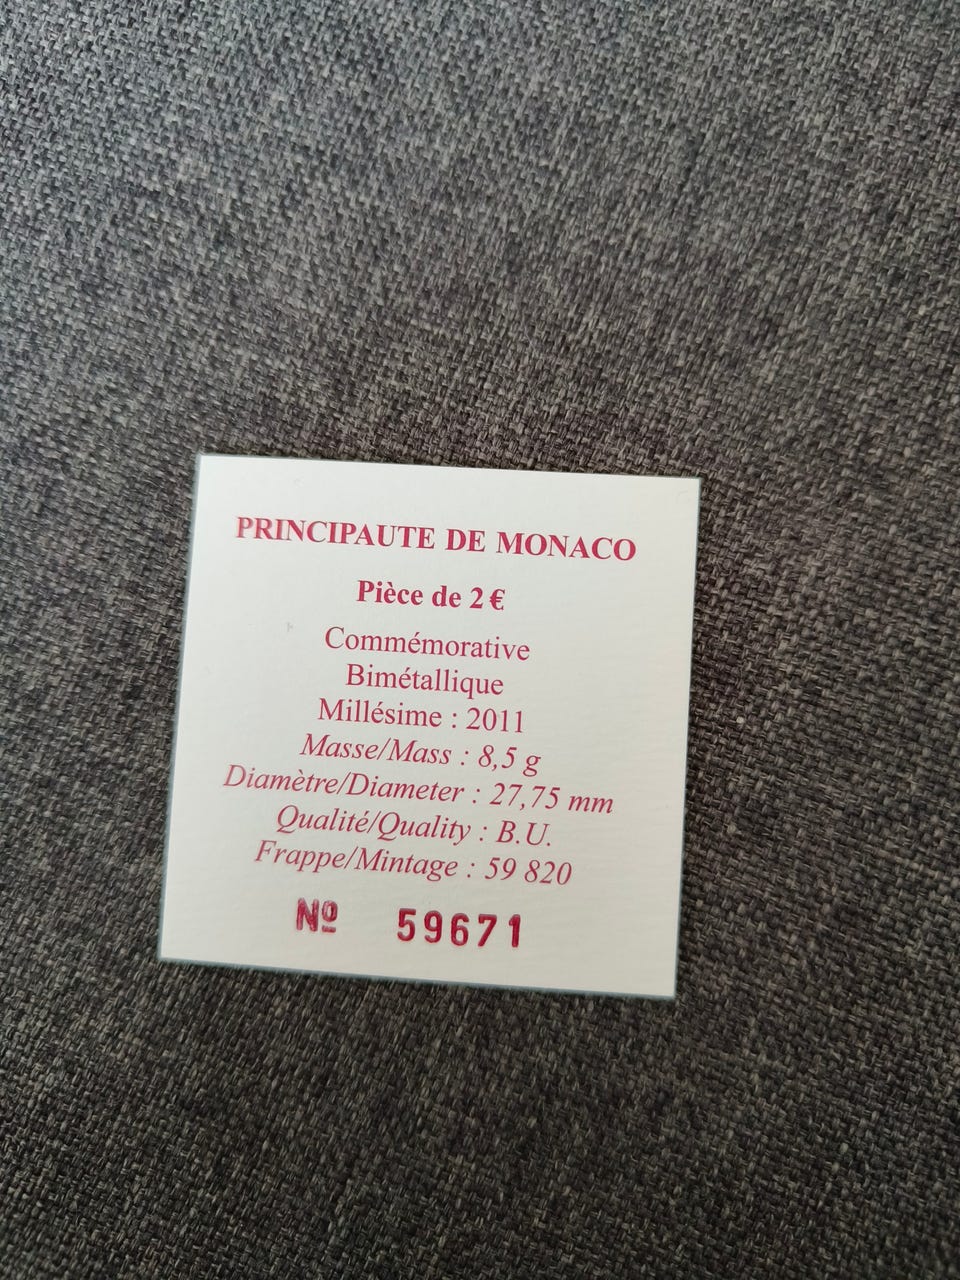 PRINCIPAUTE DE MONACO
Pièce de 2 €
Commémorative
Bimétallique
Millésime : 2011
Masse/Mass : 8,5 g
Diamètre/Diameter : 27,75 mm
Qualité/Quality : B.U.
Frappe/Mintage : 59 820
Nº 59671